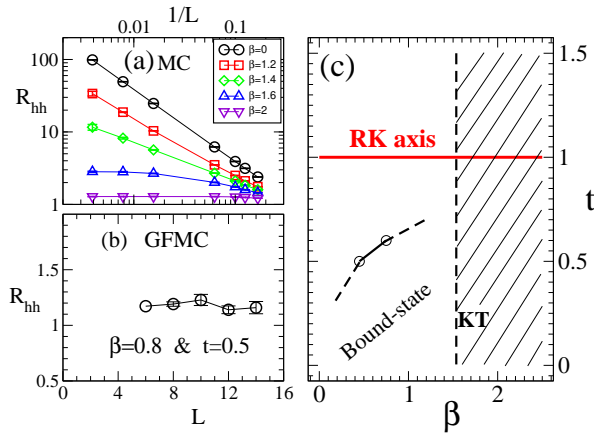 1/L
0.01 0.1
(a) MC
β=0
β=1.2
β=1.4
β=1.6
β=2
R_hh
100
10
1
(b) GFMC
R_hh
2
1.5
1
0.5
β=0.8 & t=0.5
0 4 8 12 16
L
(c)
RK axis
Bound-state
KT
1.5
1
t
0.5
0
0 1 2
β